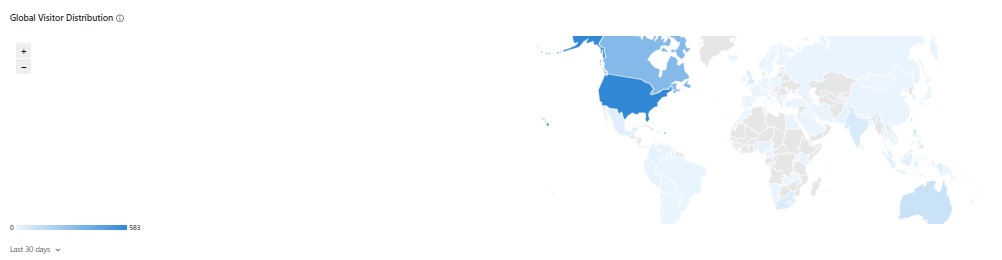 Global Visitor Distribution
+
−
0 583
Last 30 days